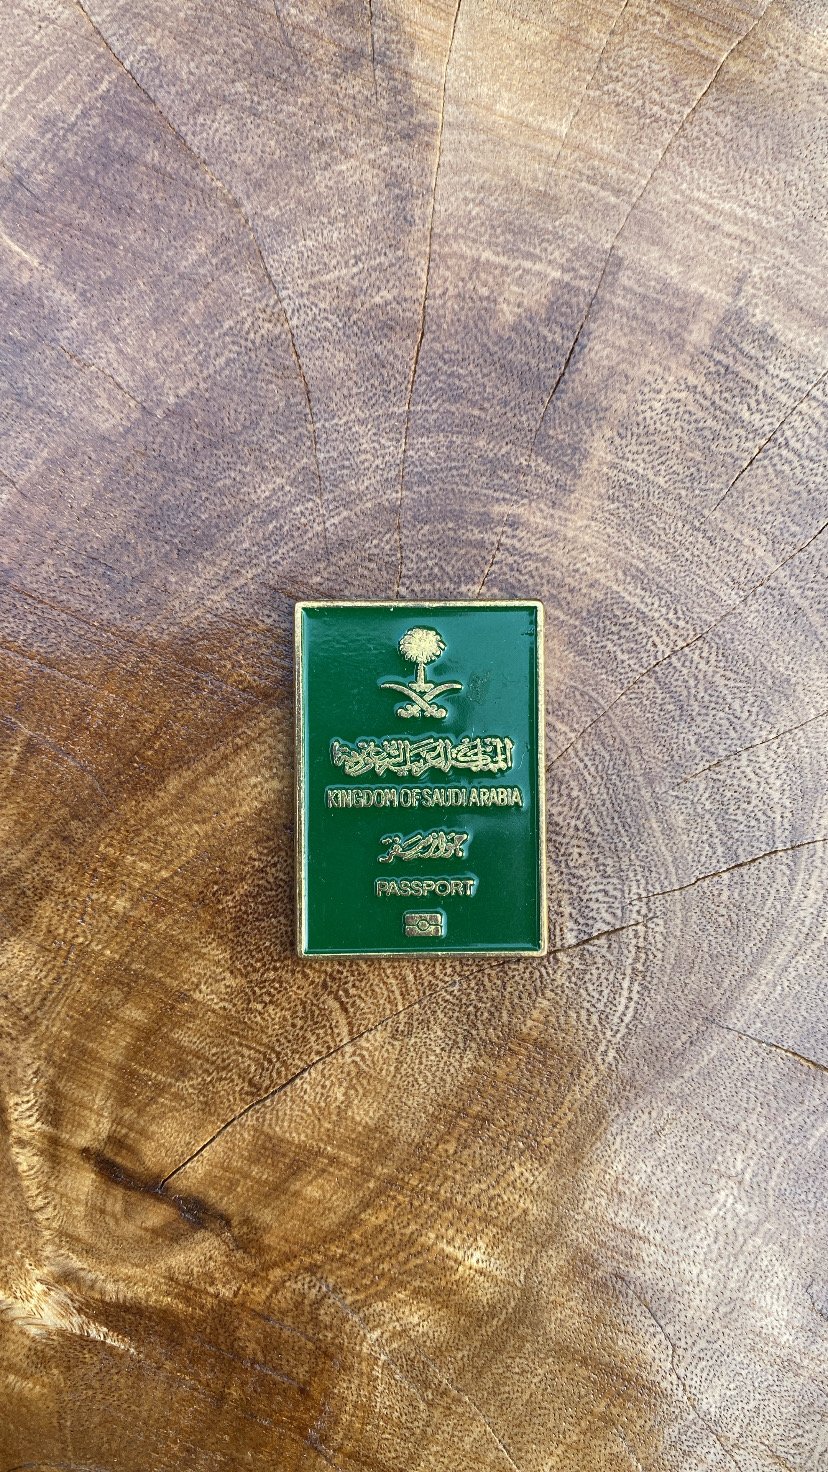 المملكة العربية السعودية
KINGDOM OF SAUDI ARABIA
جواز سفر
PASSPORT